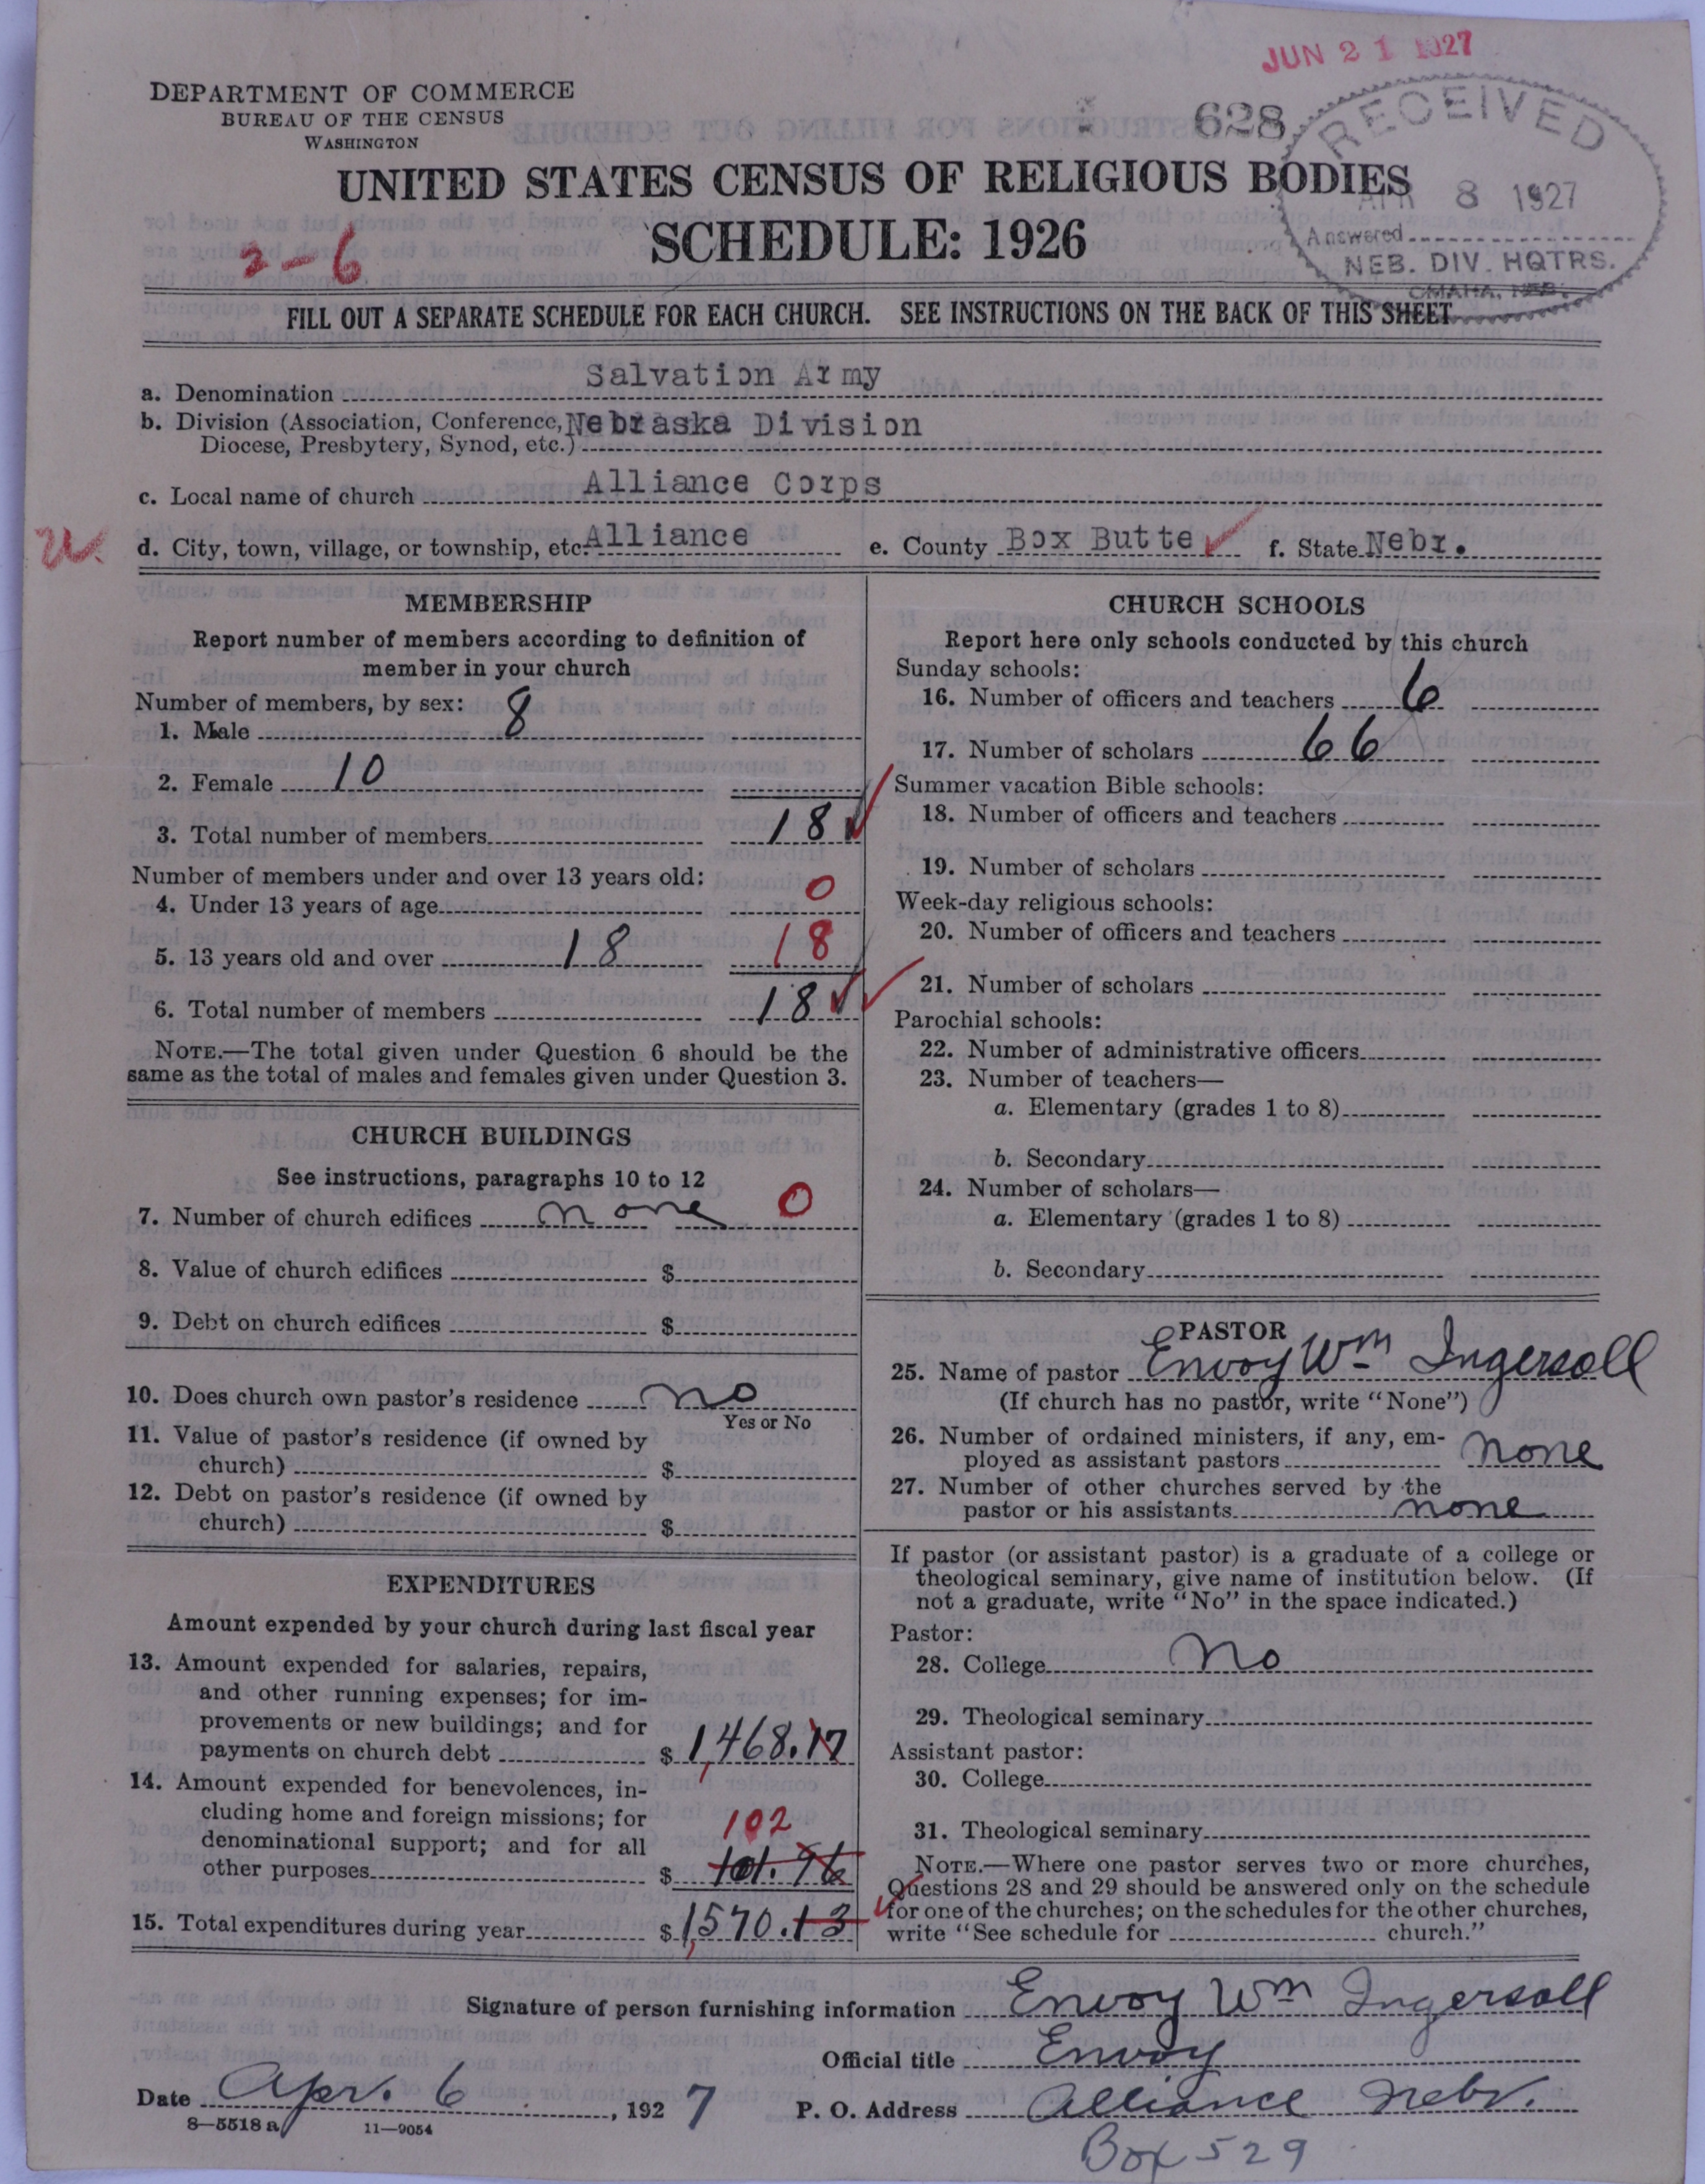 JUN 21 1927
DEPARTMENT OF COMMERCE
BUREAU OF THE CENSUS
WASHINGTON
628
RECEIVED
APR 8 1927
Answered
NEB. DIV. HQTRS.
OMAHA, NEB.
UNITED STATES CENSUS OF RELIGIOUS BODIES
SCHEDULE: 1926
2-6
FILL OUT A SEPARATE SCHEDULE FOR EACH CHURCH. SEE INSTRUCTIONS ON THE BACK OF THIS SHEET
a. Denomination Salvation Army
b. Division (Association, Conference, Nebraska Division
Diocese, Presbytery, Synod, etc.)
c. Local name of church Alliance Corps
d. City, town, village, or township, etc. Alliance e. County Box Butte f. State Nebr.
MEMBERSHIP
Report number of members according to definition of
member in your church
Number of members, by sex:
1. Male 8
2. Female 10
3. Total number of members 18
Number of members under and over 13 years old:
4. Under 13 years of age 0
5. 13 years old and over 18 18
6. Total number of members 18
NOTE.—The total given under Question 6 should be the
same as the total of males and females given under Question 3.
CHURCH BUILDINGS
See instructions, paragraphs 10 to 12
7. Number of church edifices none 0
8. Value of church edifices $
9. Debt on church edifices $
10. Does church own pastor's residence no
Yes or No
11. Value of pastor's residence (if owned by
church) $
12. Debt on pastor's residence (if owned by
church) $
EXPENDITURES
Amount expended by your church during last fiscal year
13. Amount expended for salaries, repairs,
and other running expenses; for im-
provements or new buildings; and for
payments on church debt $ 1,468.17
14. Amount expended for benevolences, in-
cluding home and foreign missions; for
denominational support; and for all
102
other purposes $ 101.96
15. Total expenditures during year $ 1,570.13
CHURCH SCHOOLS
Report here only schools conducted by this church
Sunday schools:
16. Number of officers and teachers 6
17. Number of scholars 66
Summer vacation Bible schools:
18. Number of officers and teachers
19. Number of scholars
Week-day religious schools:
20. Number of officers and teachers
21. Number of scholars
Parochial schools:
22. Number of administrative officers
23. Number of teachers—
a. Elementary (grades 1 to 8)
b. Secondary
24. Number of scholars—
a. Elementary (grades 1 to 8)
b. Secondary
PASTOR
25. Name of pastor Envoy Wm Ingersoll
(If church has no pastor, write "None")
26. Number of ordained ministers, if any, em-
ployed as assistant pastors none
27. Number of other churches served by the
pastor or his assistants none
If pastor (or assistant pastor) is a graduate of a college or
theological seminary, give name of institution below. (If
not a graduate, write "No" in the space indicated.)
Pastor:
28. College No
29. Theological seminary
Assistant pastor:
30. College
31. Theological seminary
NOTE.—Where one pastor serves two or more churches,
Questions 28 and 29 should be answered only on the schedule
for one of the churches; on the schedules for the other churches,
write "See schedule for church."
Signature of person furnishing information Envoy Wm Ingersoll
Official title Envoy
Date Apr. 6, 1927 P. O. Address Alliance Nebr.
8—5518 a 11—9054
Box 529